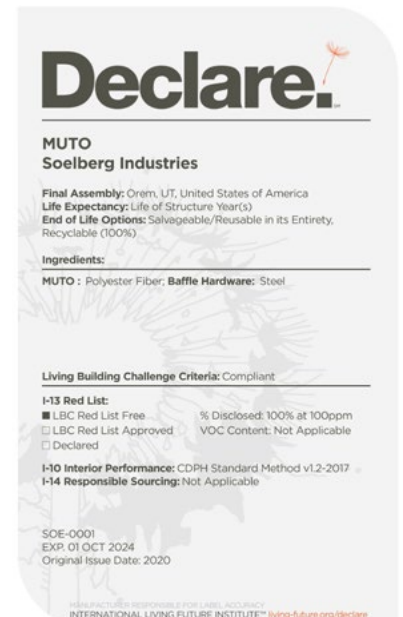 Declare.
MUTO
Soelberg Industries
Final Assembly: Orem, UT, United States of America
Life Expectancy: Life of Structure Year(s)
End of Life Options: Salvageable/Reusable in its Entirety,
Recyclable (100%)
Ingredients:
MUTO : Polyester Fiber; Baffle Hardware: Steel
Living Building Challenge Criteria: Compliant
I-13 Red List:
■ LBC Red List Free % Disclosed: 100% at 100ppm
□ LBC Red List Approved VOC Content: Not Applicable
□ Declared
I-10 Interior Performance: CDPH Standard Method v1.2-2017
I-14 Responsible Sourcing: Not Applicable
SOE-0001
EXP. 01 OCT 2024
Original Issue Date: 2020
MANUFACTURER RESPONSIBLE FOR LABEL ACCURACY
INTERNATIONAL LIVING FUTURE INSTITUTE™ living-future.org/declare